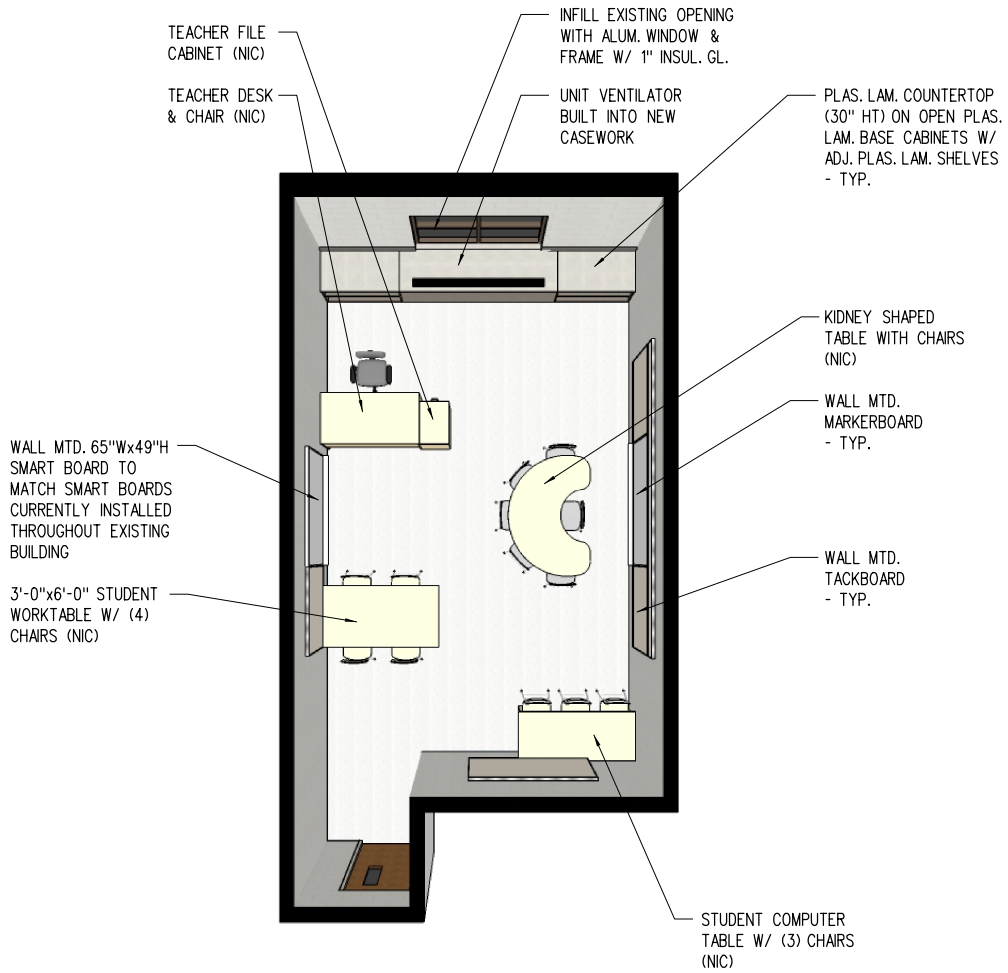 TEACHER FILE
CABINET (NIC)
TEACHER DESK
& CHAIR (NIC)
INFILL EXISTING OPENING
WITH ALUM. WINDOW &
FRAME W/ 1" INSUL. GL.
UNIT VENTILATOR
BUILT INTO NEW
CASEWORK
PLAS. LAM. COUNTERTOP
(30" HT) ON OPEN PLAS.
LAM. BASE CABINETS W/
ADJ. PLAS. LAM. SHELVES
- TYP.
KIDNEY SHAPED
TABLE WITH CHAIRS
(NIC)
WALL MTD.
MARKERBOARD
- TYP.
WALL MTD. 65"Wx49"H
SMART BOARD TO
MATCH SMART BOARDS
CURRENTLY INSTALLED
THROUGHOUT EXISTING
BUILDING
3'-0"x6'-0" STUDENT
WORKTABLE W/ (4)
CHAIRS (NIC)
WALL MTD.
TACKBOARD
- TYP.
STUDENT COMPUTER
TABLE W/ (3) CHAIRS
(NIC)